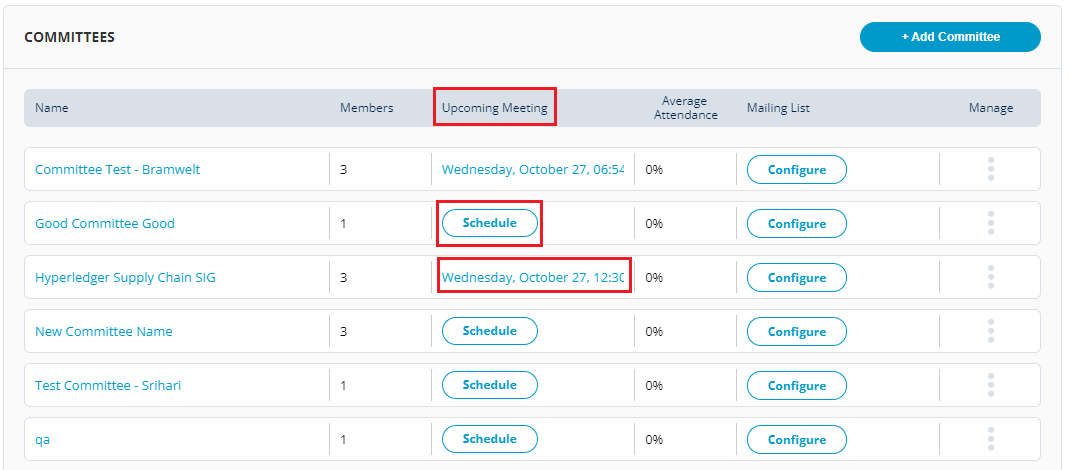 COMMITTEES
+ Add Committee
Name Members Upcoming Meeting Average Attendance Mailing List Manage
Committee Test - Bramwelt 3 Wednesday, October 27, 06:54 0% Configure
Good Committee Good 1 Schedule 0% Configure
Hyperledger Supply Chain SIG 3 Wednesday, October 27, 12:30 0% Configure
New Committee Name 3 Schedule 0% Configure
Test Committee - Srihari 1 Schedule 0% Configure
qa 1 Schedule 0% Configure